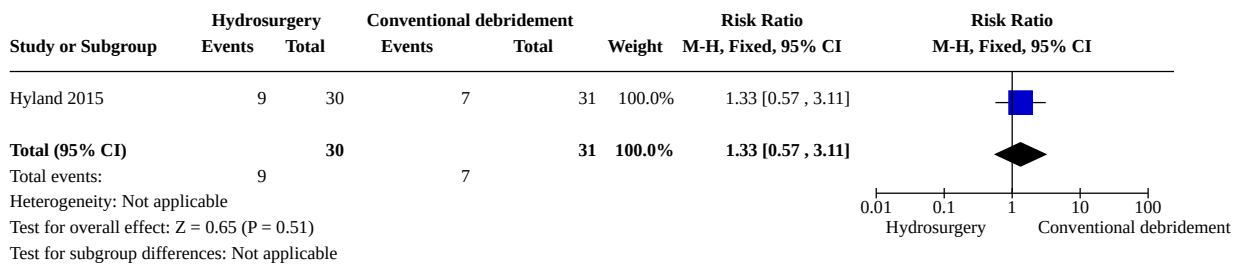 Hydrosurgery Conventional debridement Risk Ratio Risk Ratio
Study or Subgroup Events Total Events Total Weight M-H, Fixed, 95% CI M-H, Fixed, 95% CI
Hyland 2015 9 30 7 31 100.0% 1.33 [0.57 , 3.11]
Total (95% CI) 30 31 100.0% 1.33 [0.57 , 3.11]
Total events: 9 7
Heterogeneity: Not applicable
0.01 0.1 1 10 100
Test for overall effect: Z = 0.65 (P = 0.51) Hydrosurgery Conventional debridement
Test for subgroup differences: Not applicable